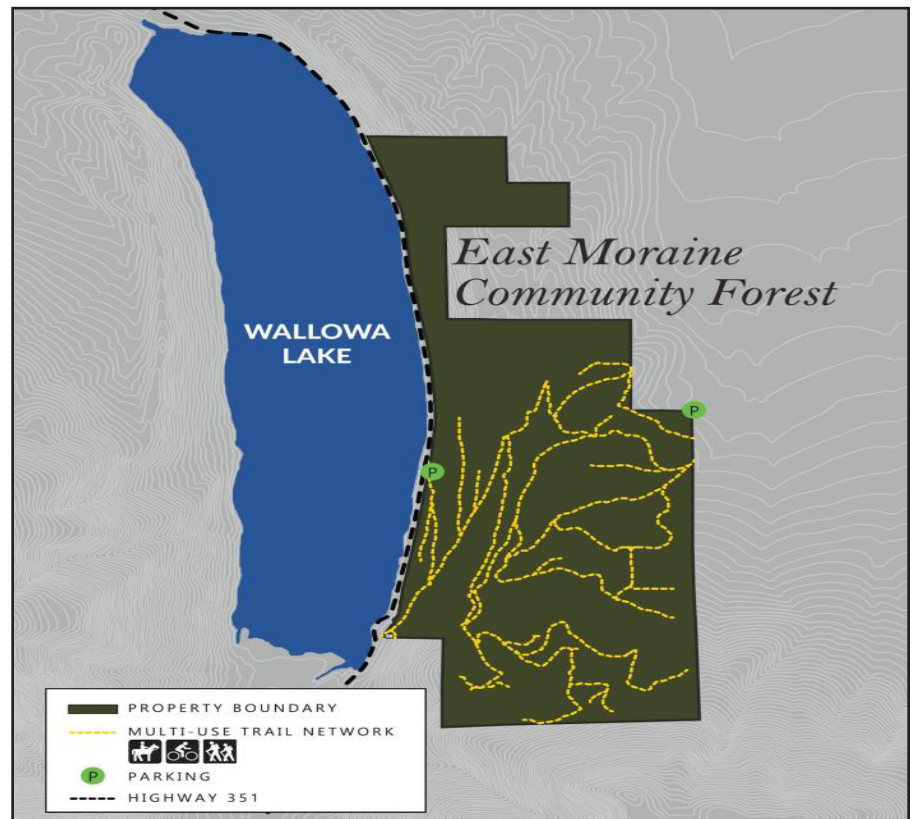 East Moraine
Community Forest
WALLOWA
LAKE
P
P
PROPERTY BOUNDARY
MULTI-USE TRAIL NETWORK
P PARKING
HIGHWAY 351